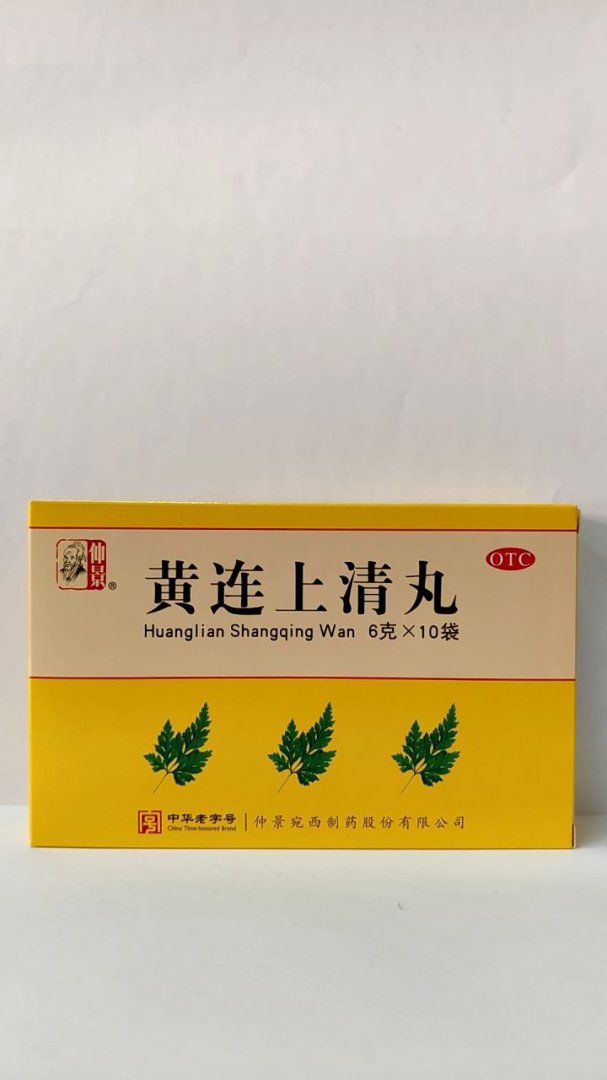 仲景®
OTC
黄连上清丸
Huanglian Shangqing Wan 6克×10袋
中华老字号
China Time-honored Brand
仲景宛西制药股份有限公司